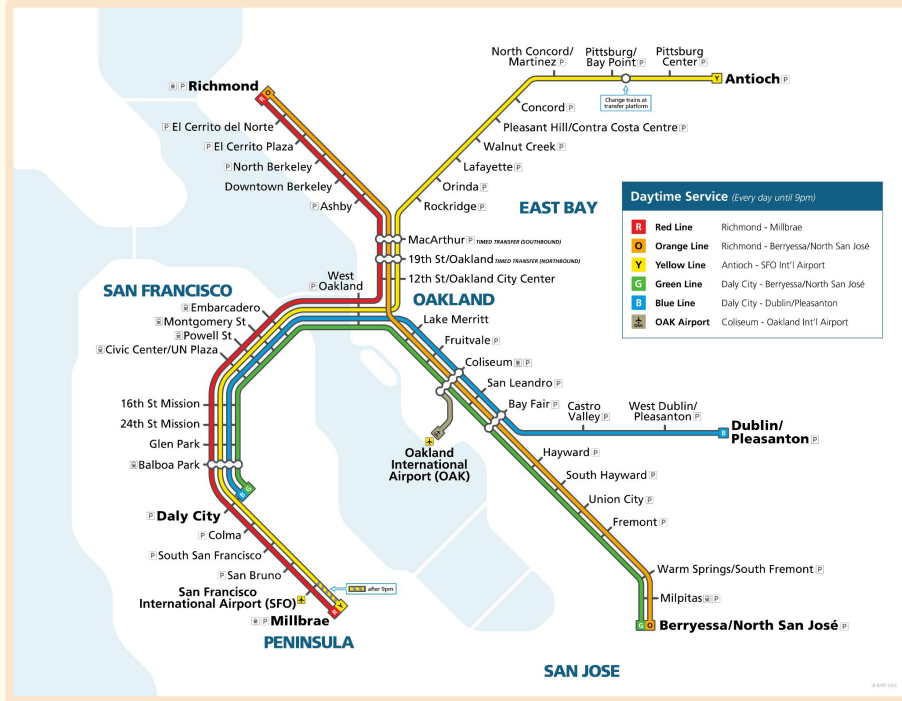 North Concord/
Martinez P
Pittsburg/
Bay Point P
Pittsburg
Center P
Antioch P
Y
Change trains at
transfer platform
P Richmond
R
O
P El Cerrito del Norte
P El Cerrito Plaza
P North Berkeley
Downtown Berkeley
P Ashby
Concord P
Pleasant Hill/Contra Costa Centre P
Walnut Creek P
Lafayette P
Orinda P
Rockridge P
EAST BAY
MacArthur P TIMED TRANSFER (SOUTHBOUND)
19th St/Oakland TIMED TRANSFER (NORTHBOUND)
12th St/Oakland City Center
Daytime Service (Every day until 9pm)
R Red Line Richmond - Millbrae
O Orange Line Richmond - Berryessa/North San José
Y Yellow Line Antioch - SFO Int'l Airport
G Green Line Daly City - Berryessa/North San José
B Blue Line Daly City - Dublin/Pleasanton
OAK OAK Airport Coliseum - Oakland Int'l Airport
West
P Oakland
SAN FRANCISCO
OAKLAND
Embarcadero
Montgomery St
Powell St
Civic Center/UN Plaza
16th St Mission
24th St Mission
Glen Park
Balboa Park
B
G
P Daly City
P Colma
P South San Francisco
P San Bruno
San Francisco
International Airport (SFO)
after 9pm
P Millbrae
R
Y
PENINSULA
Lake Merritt
Fruitvale P
Coliseum P
San Leandro P
Bay Fair P
Castro
Valley P
West Dublin/
Pleasanton P
B
Dublin/
Pleasanton P
Oakland
International
Airport (OAK)
Hayward P
South Hayward P
Union City P
Fremont P
Warm Springs/South Fremont P
Milpitas P
G
O
Berryessa/North San José P
SAN JOSE